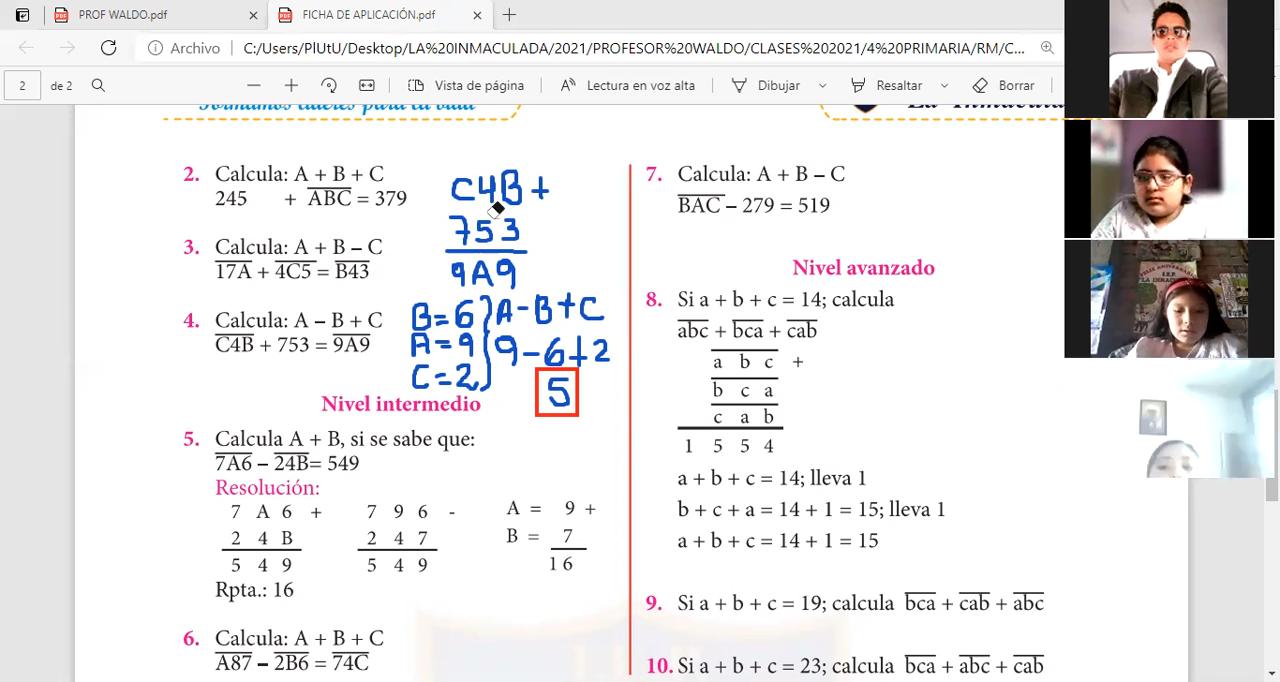 PROF WALDO.pdf
FICHA DE APLICACIÓN.pdf
Archivo
C:/Users/PlUtU/Desktop/LA%20INMACULADA/2021/PROFESOR%20WALDO/CLASES%202021/4%20PRIMARIA/RM/C...
2 de 2
Vista de página
Lectura en voz alta
Dibujar
Resaltar
Borrar
Formamos líderes para la vida
La Inmacula
2. Calcula: A + B + C
245 + ABC = 379
3. Calcula: A + B – C
17A + 4C5 = B43
4. Calcula: A – B + C
C4B + 753 = 9A9
C4B +
753
9A9
B = 6
A = 9
C = 2
A - B + C
9 - 6 + 2
5
Nivel intermedio
5. Calcula A + B, si se sabe que:
7A6 – 24B= 549
Resolución:
7 A 6 +
2 4 B
5 4 9
7 9 6 -
2 4 7
5 4 9
A = 9 +
B = 7
16
Rpta.: 16
6. Calcula: A + B + C
A87 – 2B6 = 74C
7. Calcula: A + B – C
BAC – 279 = 519
Nivel avanzado
8. Si a + b + c = 14; calcula
abc + bca + cab
a b c +
b c a
c a b
1 5 5 4
a + b + c = 14; lleva 1
b + c + a = 14 + 1 = 15; lleva 1
a + b + c = 14 + 1 = 15
9. Si a + b + c = 19; calcula bca + cab + abc
10. Si a + b + c = 23; calcula bca + abc + cab